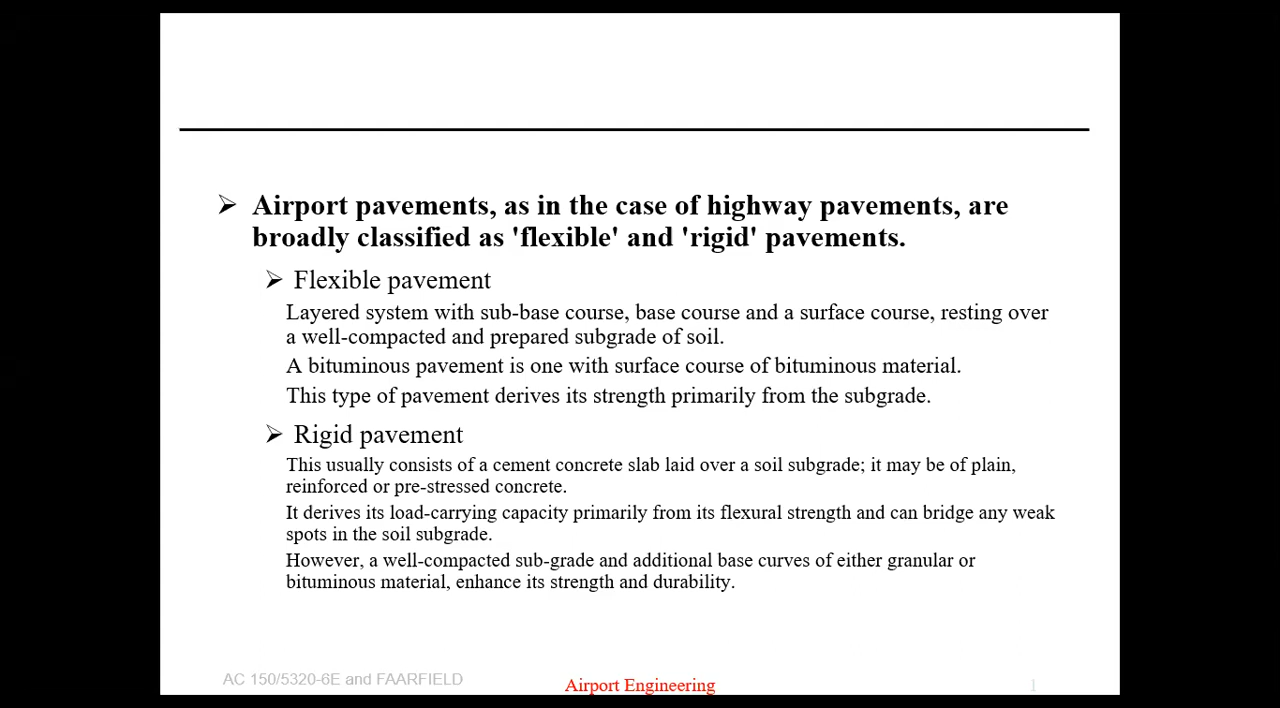 Airport pavements, as in the case of highway pavements, are
broadly classified as 'flexible' and 'rigid' pavements.
Flexible pavement
Layered system with sub-base course, base course and a surface course, resting over
a well-compacted and prepared subgrade of soil.
A bituminous pavement is one with surface course of bituminous material.
This type of pavement derives its strength primarily from the subgrade.
Rigid pavement
This usually consists of a cement concrete slab laid over a soil subgrade; it may be of plain,
reinforced or pre-stressed concrete.
It derives its load-carrying capacity primarily from its flexural strength and can bridge any weak
spots in the soil subgrade.
However, a well-compacted sub-grade and additional base curves of either granular or
bituminous material, enhance its strength and durability.
AC 150/5320-6E and FAARFIELD
Airport Engineering
1